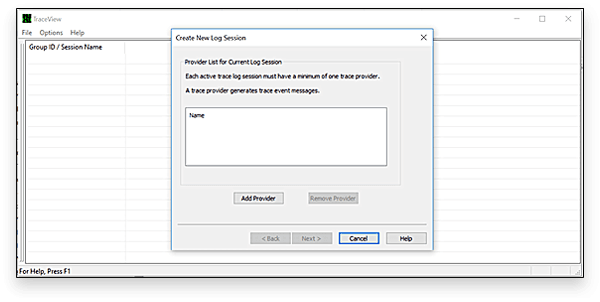 TraceView
File Options Help
Group ID / Session Name
Create New Log Session
Provider List for Current Log Session
Each active trace log session must have a minimum of one trace provider.
A trace provider generates trace event messages.
Name
Add Provider Remove Provider
< Back Next > Cancel Help
For Help, Press F1